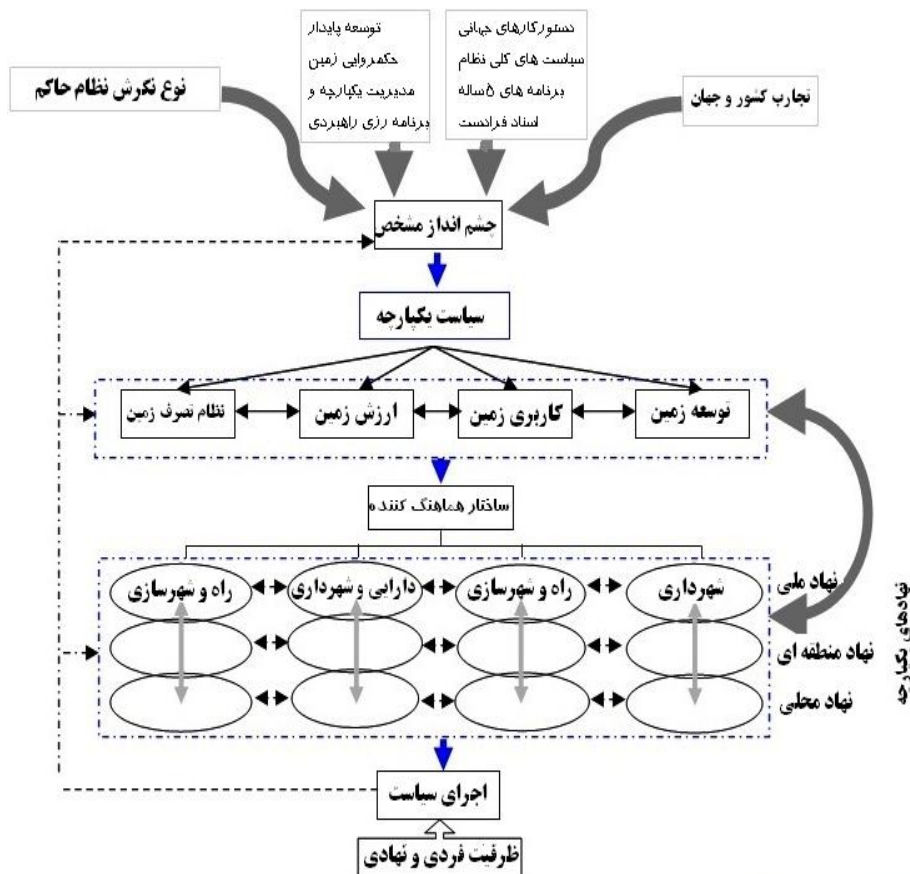 دستورکارهای جهانی
سیاست های کلی نظام
برنامه های ۵ساله
اسناد فرادست
توسعه پایدار
حکمروایی زمین
مدیریت یکپارچه و
برنامه رزی راهبردی
تجارب کشور و جهان
نوع نگرش نظام حاکم
چشم انداز مشخص
سیاست یکپارچه
توسعه زمین
کاربری زمین
ارزش زمین
نظام تصرف زمین
ساختار هماهنگ کننده
نهادهای یکپارچه
نهاد ملی
شهرداری
راه و شهرسازی
دارایی و شهرداری
راه و شهرسازی
نهاد منطقه ای
نهاد محلی
اجرای سیاست
ظرفیت فردی و نهادی